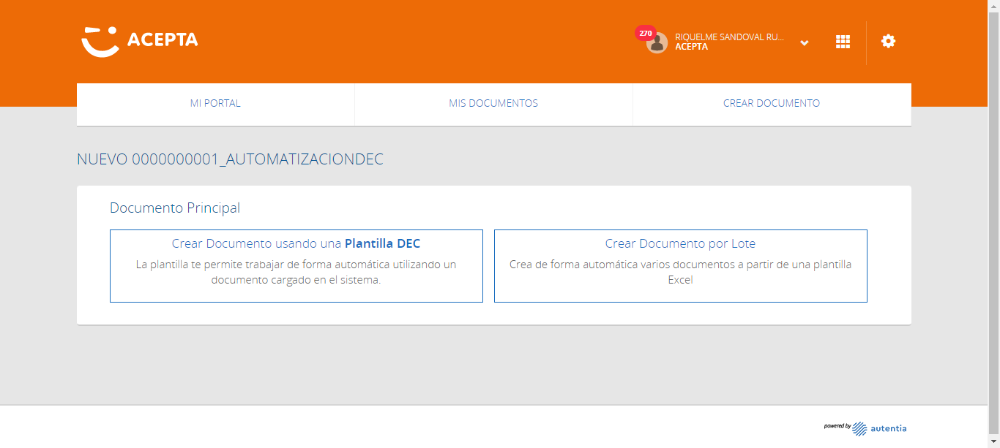 ACEPTA
270
RIQUELME SANDOVAL RU...
ACEPTA
MI PORTAL
MIS DOCUMENTOS
CREAR DOCUMENTO
NUEVO 0000000001_AUTOMATIZACIONDEC
Documento Principal
Crear Documento usando una Plantilla DEC
La plantilla te permite trabajar de forma automática utilizando un
documento cargado en el sistema.
Crear Documento por Lote
Crea de forma automática varios documentos a partir de una plantilla
Excel
powered by autentia